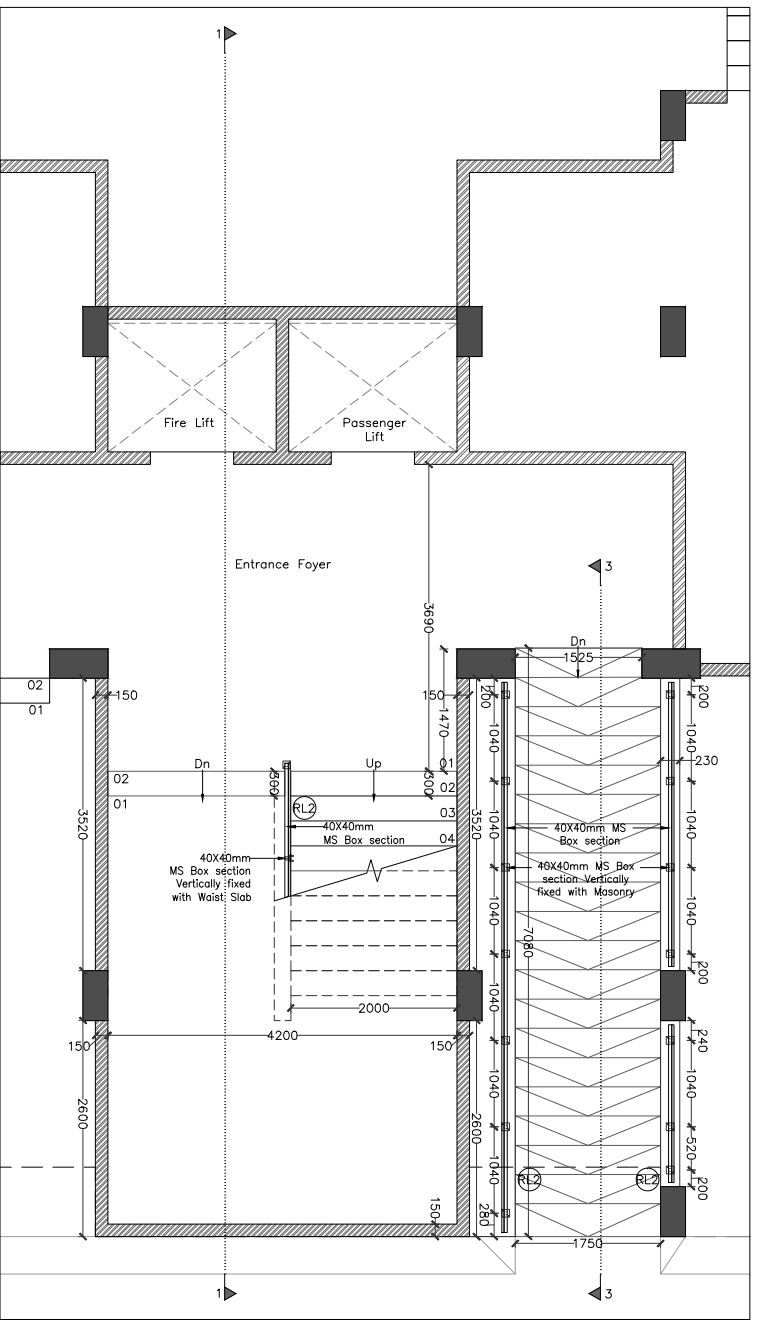 1
Fire Lift
Passenger
Lift
Entrance Foyer
3
3690
Dn
1525
02
01
150
150
1470
200
200
1040
1040
230
Dn
Up
01
02
300
300
02
01
RL2
03
04
40X40mm
MS Box section
3520
3520
40X40mm
MS Box section
Vertically fixed
with Waist Slab
1040
40X40mm MS
Box section
1040
40X40mm MS Box
section Vertically
fixed with Masonry
1040
1040
7080
2000
1040
200
150
4200
150
240
1040
1040
2600
2600
1040
520
RL2
RL2
200
150
280
1750
1
3